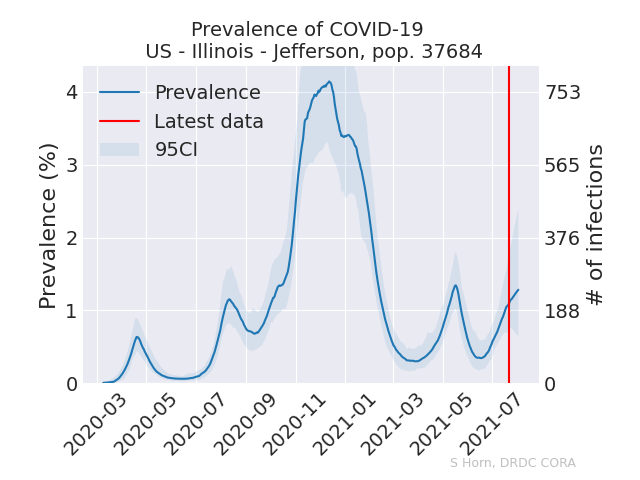 Prevalence of COVID-19
US - Illinois - Jefferson, pop. 37684
Prevalence
Latest data
95CI
Prevalence (%)
4
3
2
1
0
753
565
376
188
0
# of infections
2020-03
2020-05
2020-07
2020-09
2020-11
2021-01
2021-03
2021-05
2021-07
S Horn, DRDC CORA